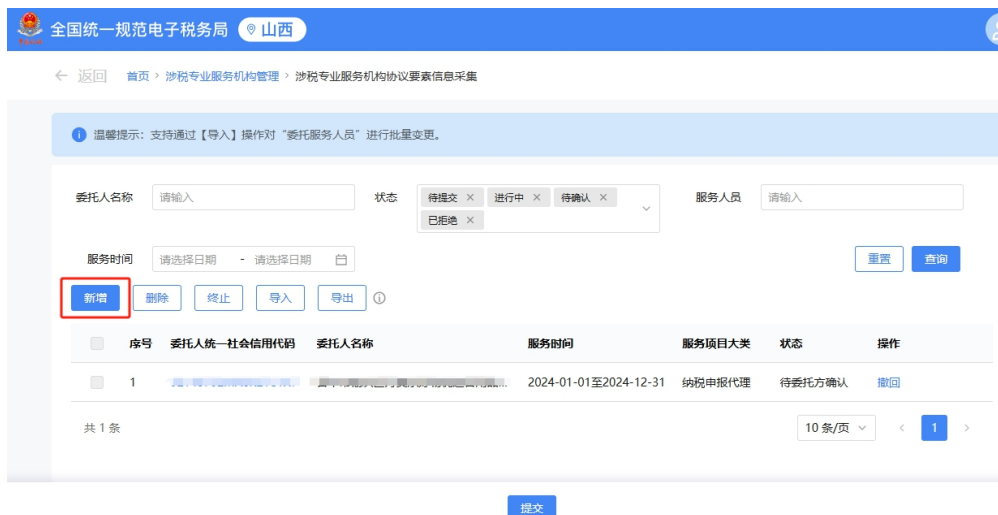 全国统一规范电子税务局 山西
返回 首页 > 涉税专业服务机构管理 > 涉税专业服务机构协议要素信息采集
温馨提示：支持通过【导入】操作对“委托服务人员”进行批量变更。
委托人名称 请输入 状态 待提交 × 进行中 × 待确认 × 已拒绝 × 服务人员 请输入
服务时间 请选择日期 - 请选择日期 重置 查询
新增 删除 终止 导入 导出
序号 委托人统一社会信用代码 委托人名称 服务时间 服务项目大类 状态 操作
1 2024-01-01至2024-12-31 纳税申报代理 待委托方确认 撤回
共 1 条 10 条/页 < 1 >
提交